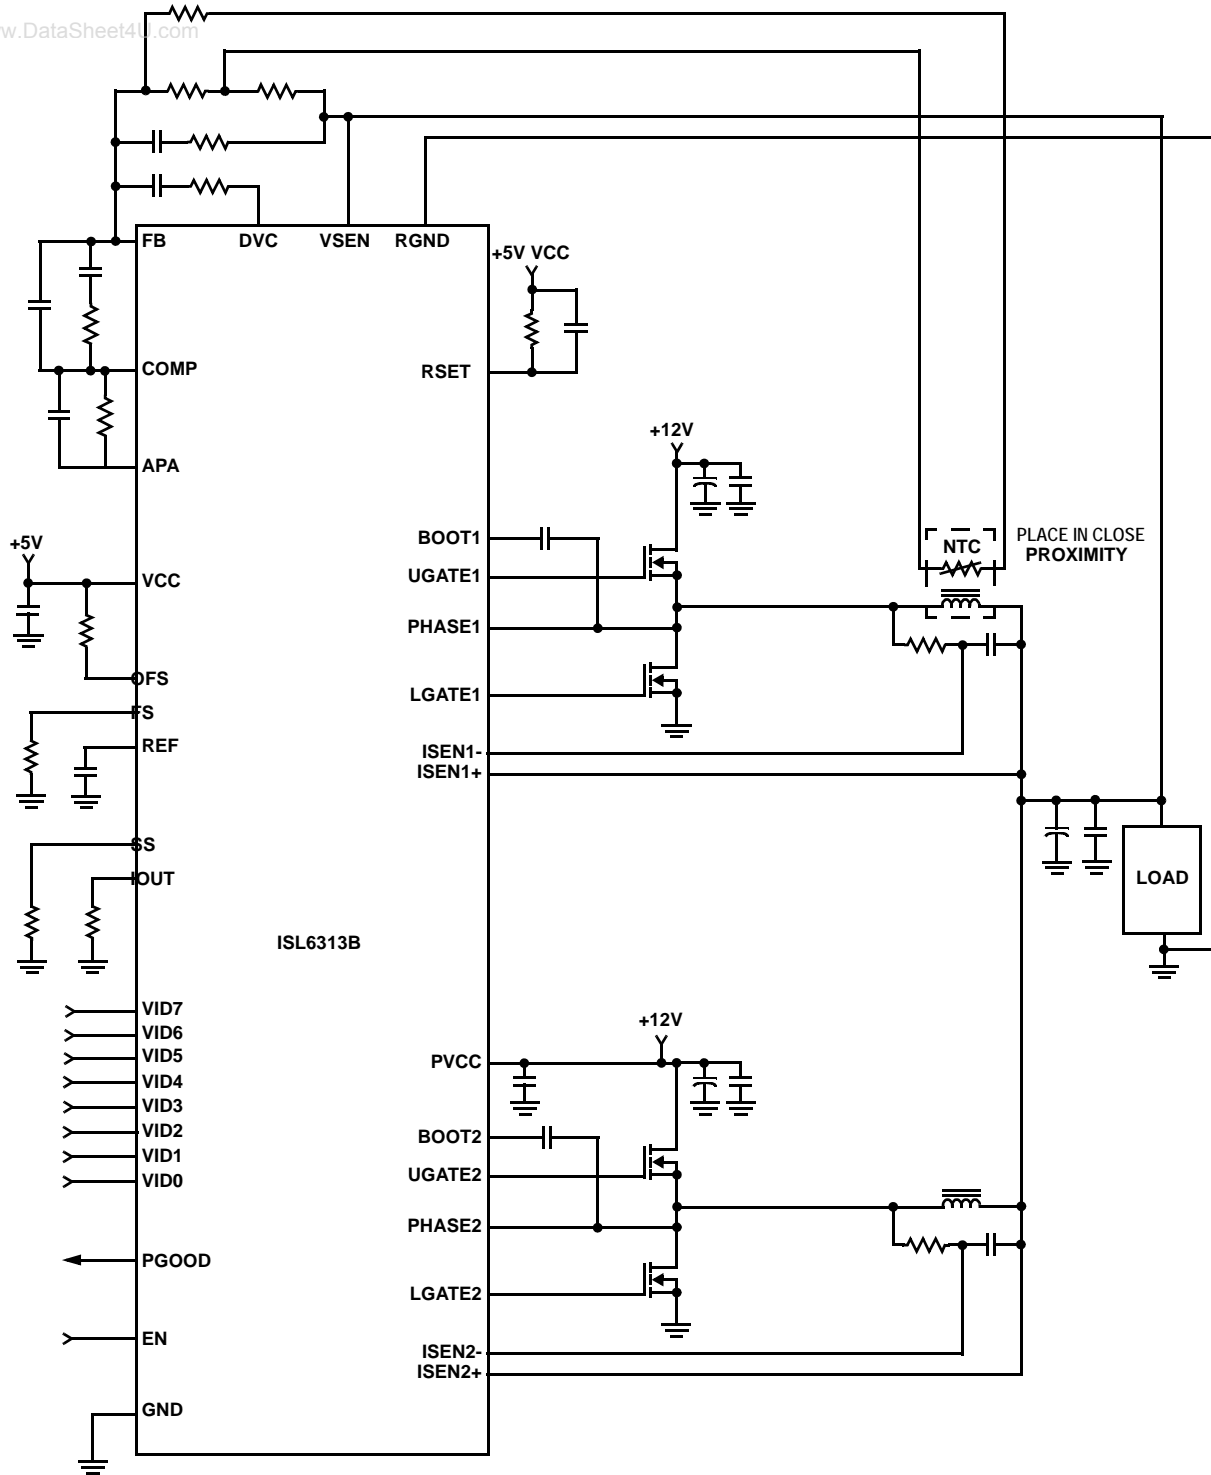 w.DataSheet4U.com
FB
DVC
VSEN
RGND
+5V VCC
COMP
RSET
+12V
APA
BOOT1
PLACE IN CLOSE
PROXIMITY
NTC
+5V
VCC
UGATE1
PHASE1
OFS
LGATE1
FS
REF
ISEN1-
ISEN1+
SS
IOUT
LOAD
ISL6313B
VID7
VID6
VID5
VID4
VID3
VID2
VID1
VID0
+12V
PVCC
BOOT2
UGATE2
PHASE2
PGOOD
LGATE2
EN
ISEN2-
ISEN2+
GND